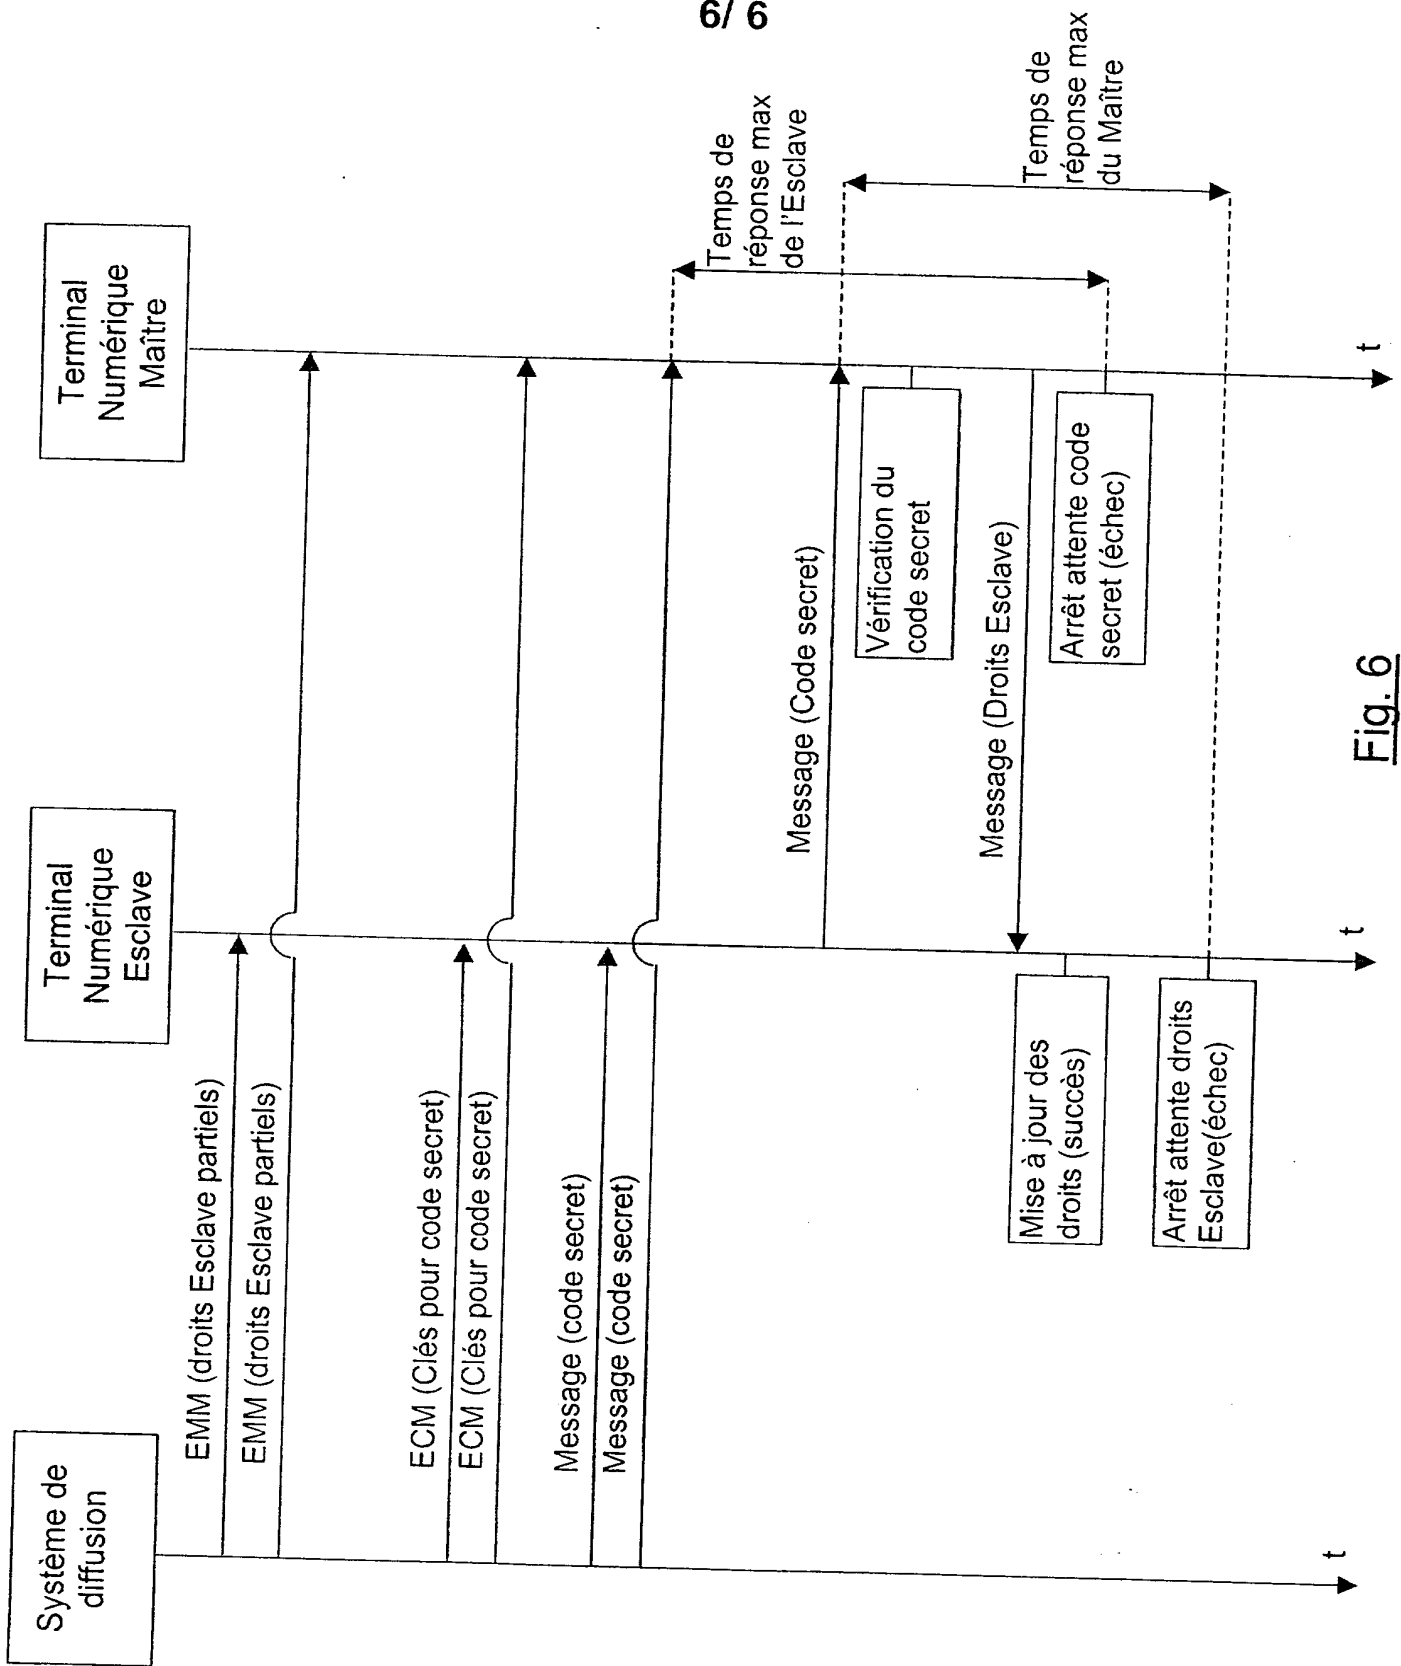 6/ 6
Système de
diffusion
Terminal
Numérique
Esclave
Terminal
Numérique
Maître
EMM (droits Esclave partiels)
EMM (droits Esclave partiels)
ECM (Clés pour code secret)
ECM (Clés pour code secret)
Message (code secret)
Message (code secret)
Temps de
réponse max
de l'Esclave
Message (Code secret)
Vérification du
code secret
Temps de
réponse max
du Maître
Message (Droits Esclave)
Mise à jour des
droits (succès)
Arrêt attente code
secret (échec)
Arrêt attente droits
Esclave(échec)
t
t
t
Fig. 6